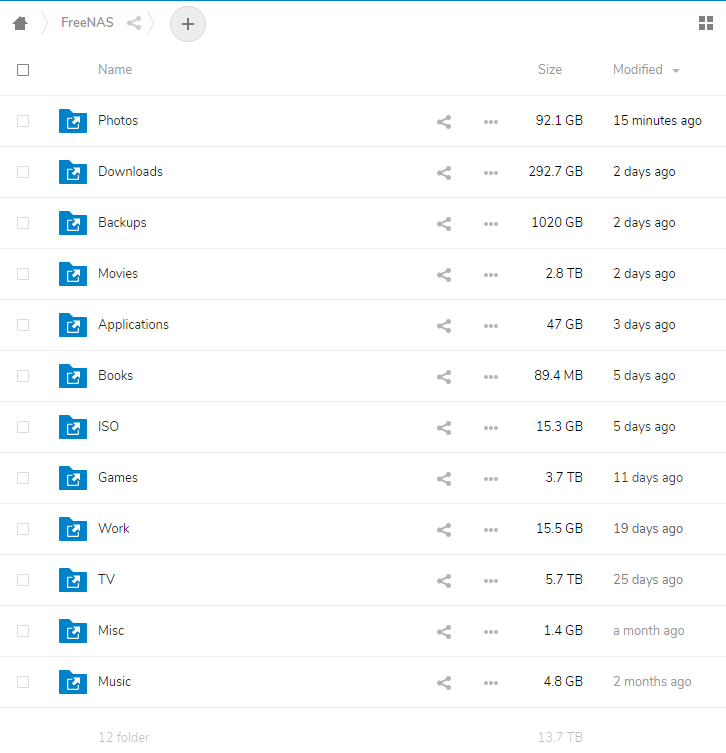 FreeNAS
Name Size Modified
Photos 92.1 GB 15 minutes ago
Downloads 292.7 GB 2 days ago
Backups 1020 GB 2 days ago
Movies 2.8 TB 2 days ago
Applications 47 GB 3 days ago
Books 89.4 MB 5 days ago
ISO 15.3 GB 5 days ago
Games 3.7 TB 11 days ago
Work 15.5 GB 19 days ago
TV 5.7 TB 25 days ago
Misc 1.4 GB a month ago
Music 4.8 GB 2 months ago
12 folder 13.7 TB